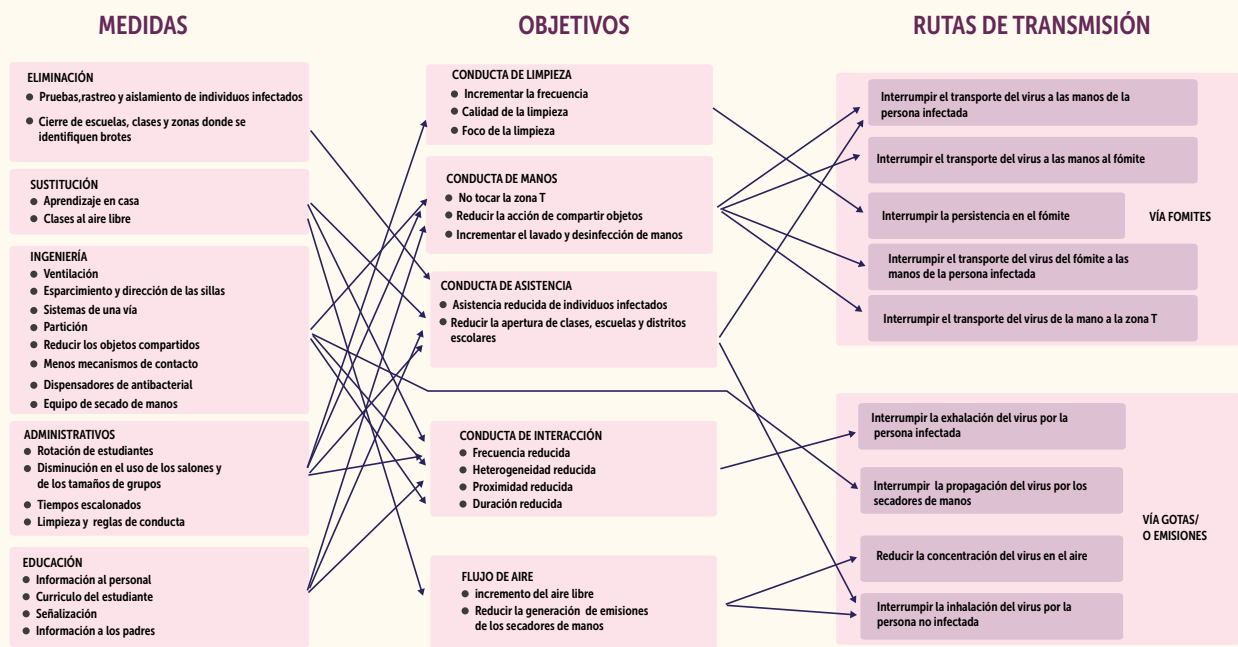 MEDIDAS
ELIMINACIÓN
● Pruebas,rastreo y aislamiento de individuos infectados
● Cierre de escuelas, clases y zonas donde se
identifiquen brotes
SUSTITUCIÓN
● Aprendizaje en casa
● Clases al aire libre
INGENIERÍA
● Ventilación
● Esparcimiento y dirección de las sillas
● Sistemas de una vía
● Partición
● Reducir los objetos compartidos
● Menos mecanismos de contacto
● Dispensadores de antibacterial
● Equipo de secado de manos
ADMINISTRATIVOS
● Rotación de estudiantes
● Disminución en el uso de los salones y
de los tamaños de grupos
● Tiempos escalonados
● Limpieza y reglas de conducta
EDUCACIÓN
● Información al personal
● Curriculo del estudiante
● Señalización
● Información a los padres
OBJETIVOS
CONDUCTA DE LIMPIEZA
● Incrementar la frecuencia
● Calidad de la limpieza
● Foco de la limpieza
CONDUCTA DE MANOS
● No tocar la zona T
● Reducir la acción de compartir objetos
● Incrementar el lavado y desinfección de manos
CONDUCTA DE ASISTENCIA
● Asistencia reducida de individuos infectados
● Reducir la apertura de clases, escuelas y distritos
escolares
CONDUCTA DE INTERACCIÓN
● Frecuencia reducida
● Heterogeneidad reducida
● Proximidad reducida
● Duración reducida
FLUJO DE AIRE
● incremento del aire libre
● Reducir la generación de emisiones
de los secadores de manos
RUTAS DE TRANSMISIÓN
Interrumpir el transporte del virus a las manos de la
persona infectada
Interrumpir el transporte del virus a las manos al fómite
Interrumpir la persistencia en el fómite
VÍA FOMITES
Interrumpir el transporte del virus del fómite a las
manos de la persona infectada
Interrumpir el transporte del virus de la mano a la zona T
Interrumpir la exhalación del virus por la
persona infectada
Interrumpir la propagación del virus por los
secadores de manos
VÍA GOTAS/
O EMISIONES
Reducir la concentración del virus en el aire
Interrumpir la inhalación del virus por la
persona no infectada